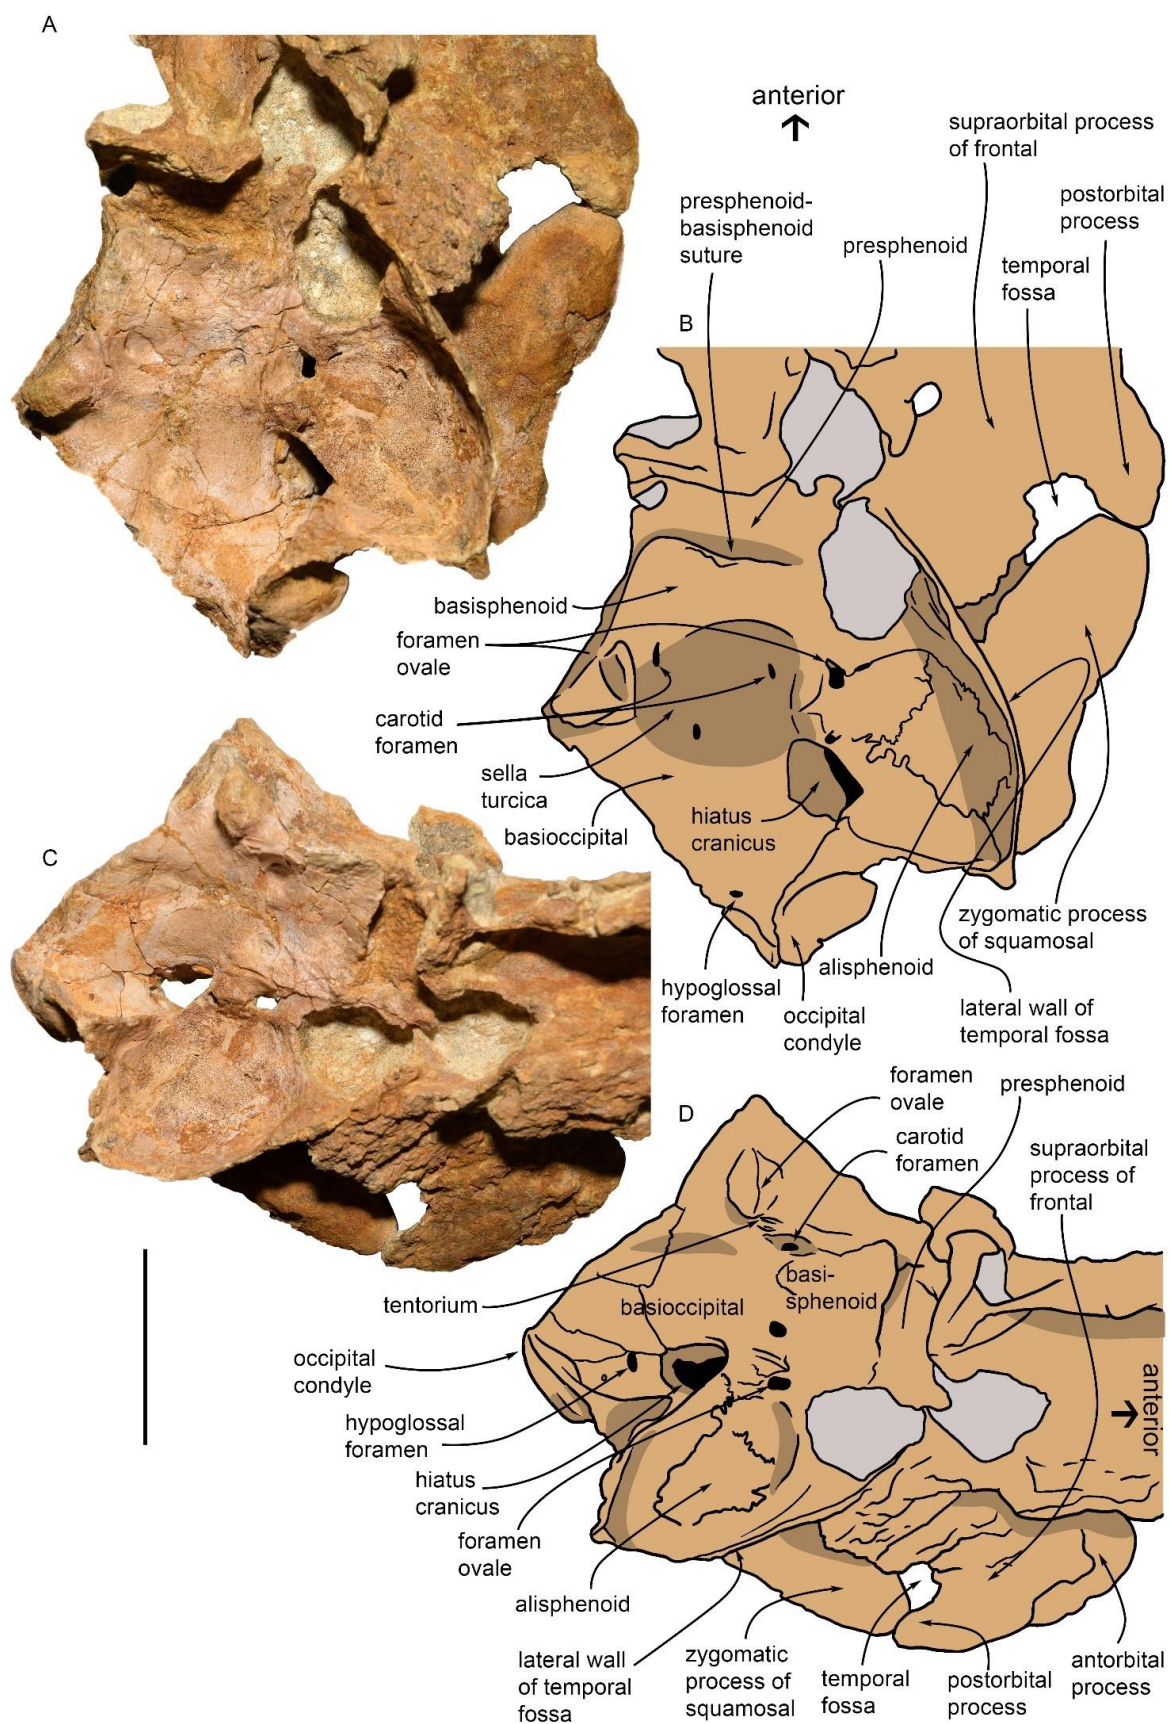 A
anterior
supraorbital process
of frontal
presphenoid-
basisphenoid
suture
presphenoid
postorbital
process
temporal
fossa
B
basisphenoid
foramen
ovale
carotid
foramen
sella
turcica
basioccipital
hiatus
cranicus
hypoglossal
foramen
occipital
condyle
alisphenoid
zygomatic process
of squamosal
lateral wall of
temporal fossa
C
D
foramen
ovale
carotid
foramen
presphenoid
supraorbital
process of
frontal
tentorium
basioccipital
basi-
sphenoid
occipital
condyle
hypoglossal
foramen
hiatus
cranicus
foramen
ovale
alisphenoid
lateral wall
of temporal
fossa
zygomatic
process of
squamosal
temporal
fossa
postorbital
process
antorbital
process
anterior